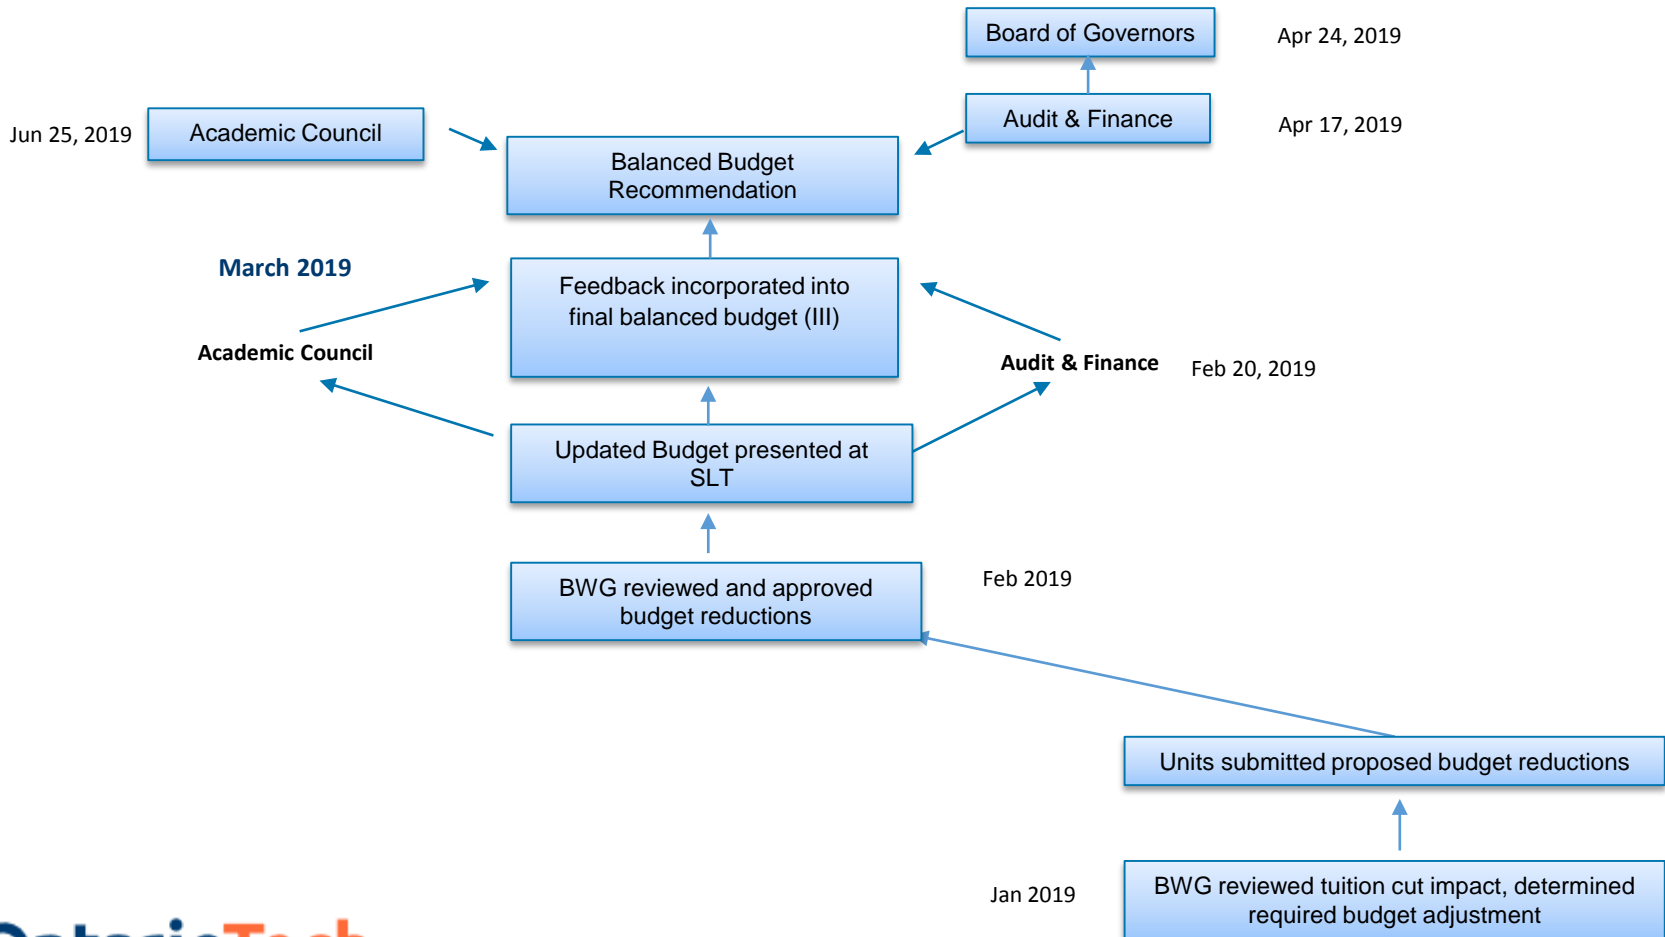 Board of Governors
Apr 24, 2019
Jun 25, 2019
Academic Council
Audit & Finance
Apr 17, 2019
Balanced Budget
Recommendation
March 2019
Feedback incorporated into
final balanced budget (III)
Academic Council
Audit & Finance
Feb 20, 2019
Updated Budget presented at
SLT
BWG reviewed and approved
budget reductions
Feb 2019
Units submitted proposed budget reductions
Jan 2019
BWG reviewed tuition cut impact, determined
required budget adjustment
OntarioTech